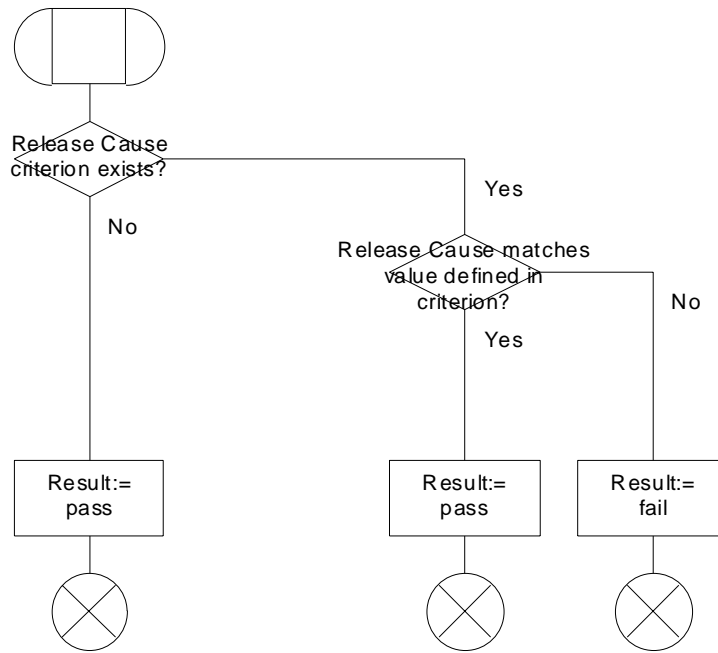 Release Cause
criterion exists?
Yes
No
Release Cause matches
value defined in
criterion?
No
Yes
Result:=
pass
Result:=
pass
Result:=
fail